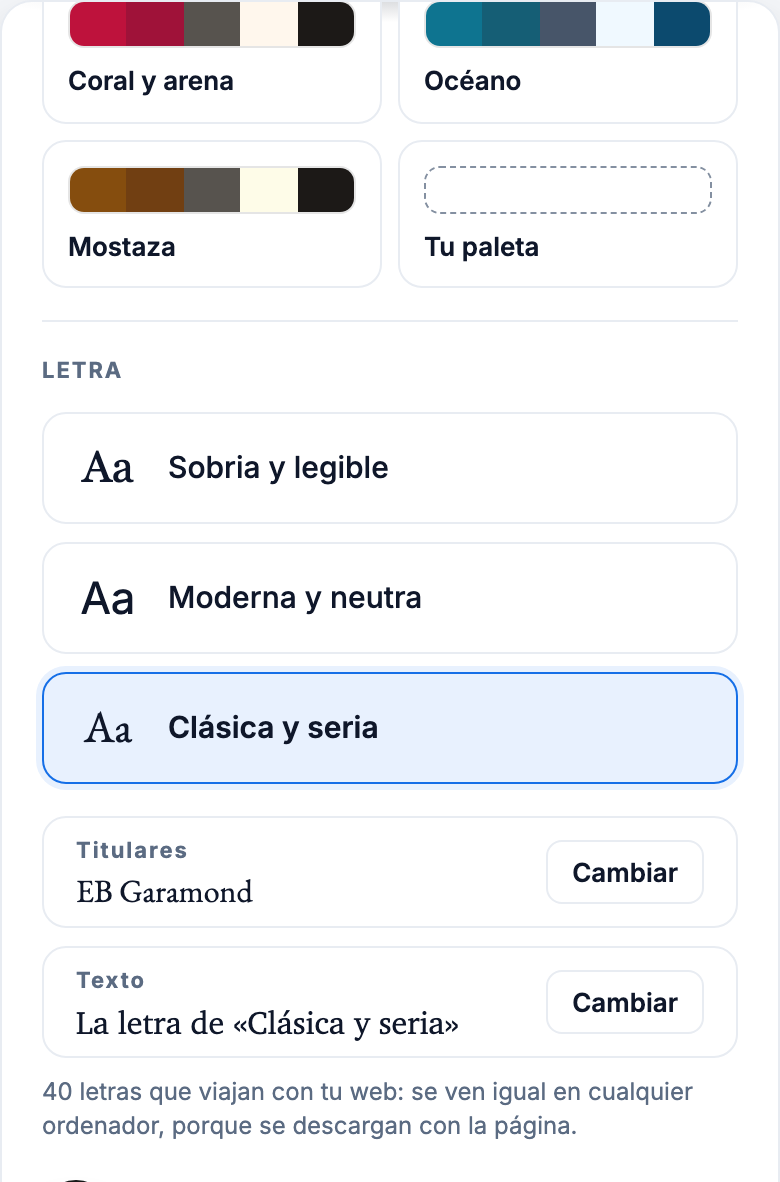 Coral y arena
Océano
Mostaza
Tu paleta
LETRA
Aa Sobria y legible
Aa Moderna y neutra
Aa Clásica y seria
Titulares
EB Garamond
Cambiar
Texto
La letra de «Clásica y seria»
Cambiar
40 letras que viajan con tu web: se ven igual en cualquier
ordenador, porque se descargan con la página.